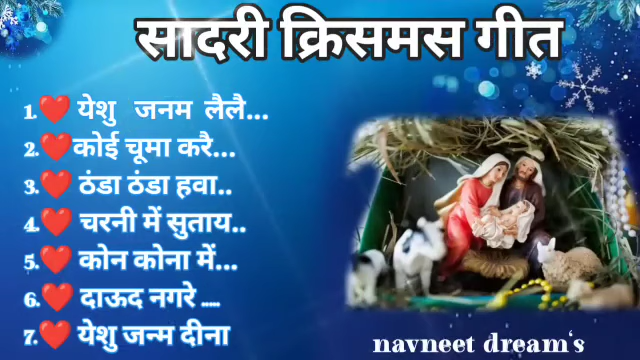 सादरी क्रिसमस गीत
1.❤️ येशु जनम लैलै...
2.❤️कोई चूमा करै...
3.❤️ ठंडा ठंडा हवा..
4.❤️ चरनी में सुताय..
5.❤️ कोन कोना में...
6.❤️ दाऊद नगरे .....
7.❤️ येशु जन्म दीना
navneet dream's